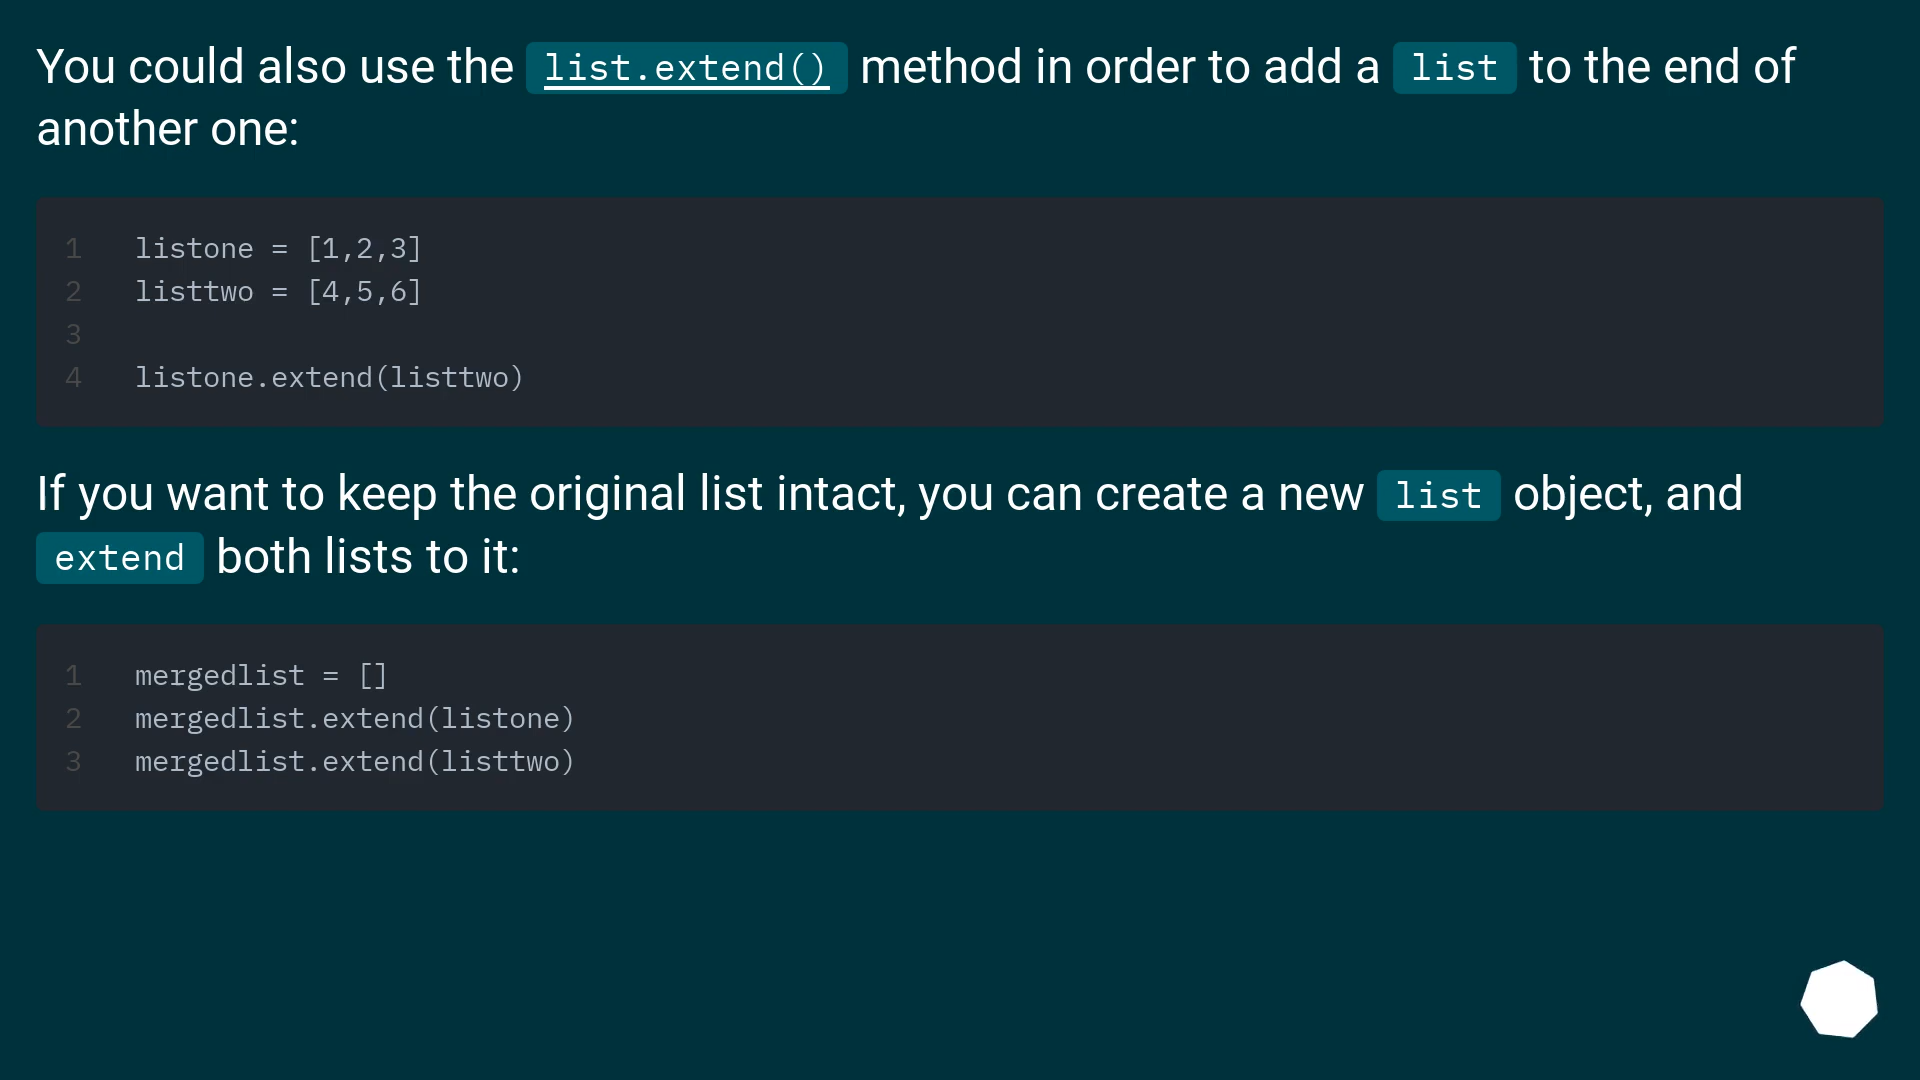 You could also use the list.extend() method in order to add a list to the end of
another one:
1 listone = [1,2,3]
2 listtwo = [4,5,6]
3
4 listone.extend(listtwo)
If you want to keep the original list intact, you can create a new list object, and
extend both lists to it:
1 mergedlist = []
2 mergedlist.extend(listone)
3 mergedlist.extend(listtwo)